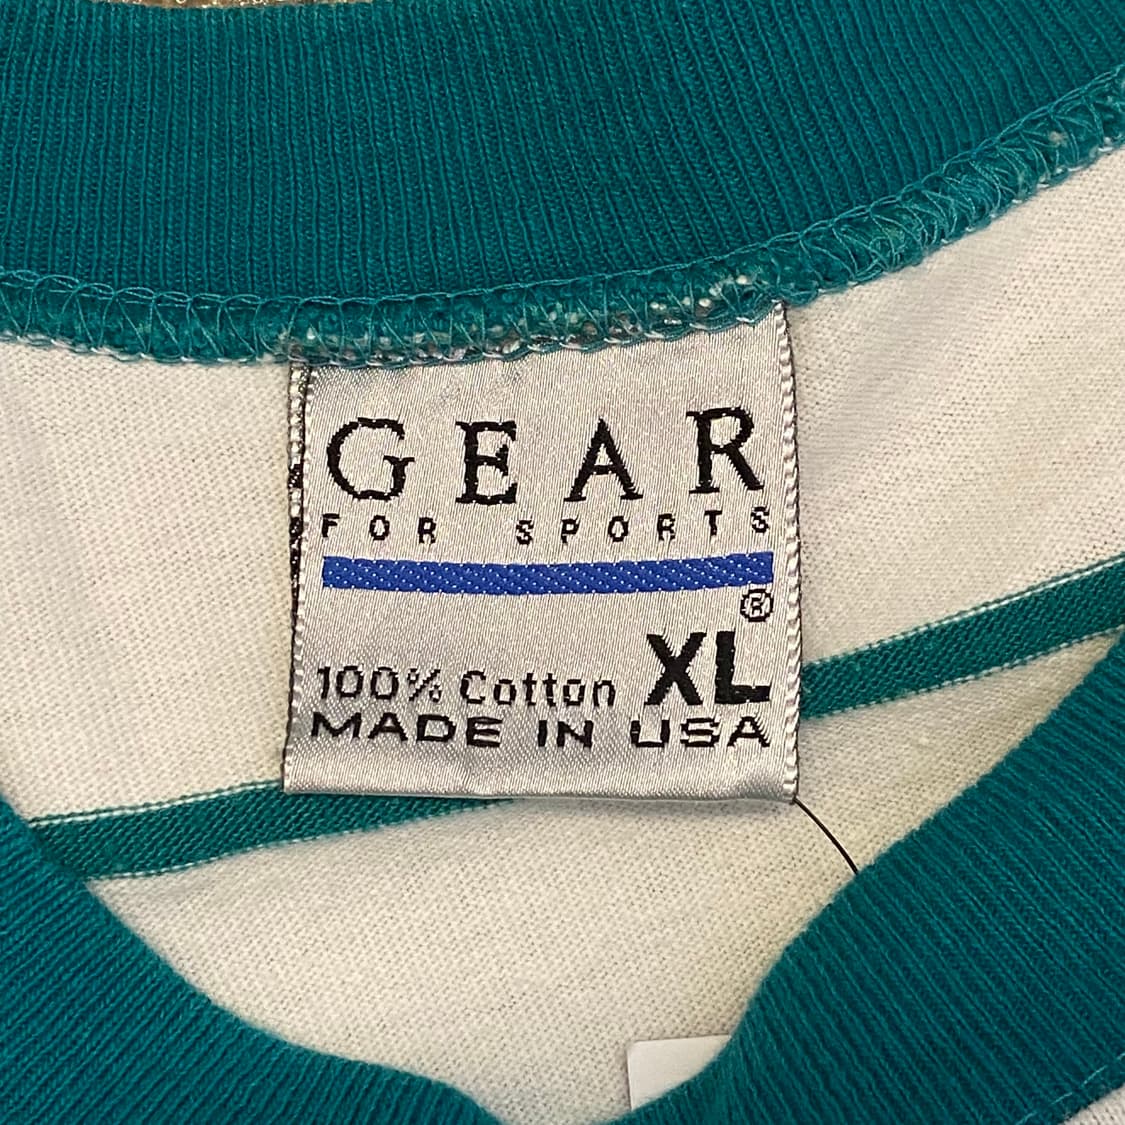 GEAR
FOR SPORTS
®
100% Cotton XL
MADE IN USA